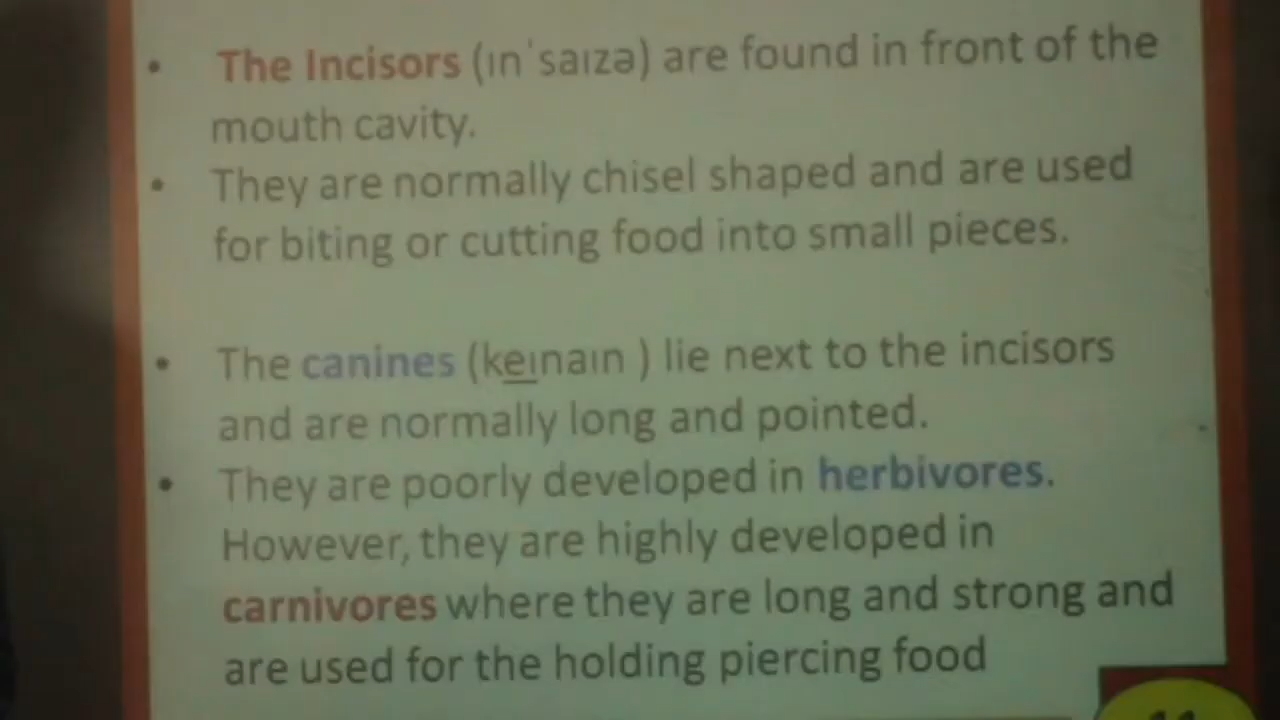 • The Incisors (ɪnˈsaɪzə) are found in front of the
mouth cavity.
• They are normally chisel shaped and are used
for biting or cutting food into small pieces.
• The canines (keɪnaɪn ) lie next to the incisors
and are normally long and pointed.
• They are poorly developed in herbivores.
However, they are highly developed in
carnivores where they are long and strong and
are used for the holding piercing food